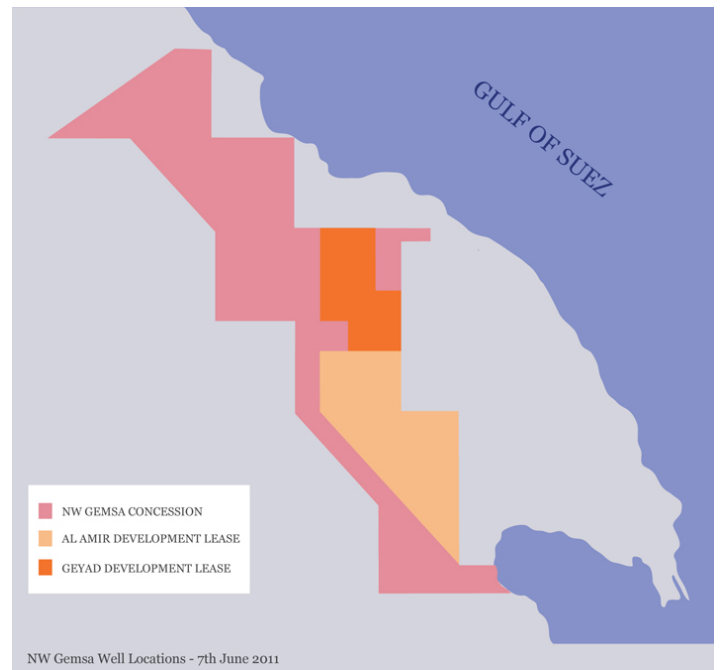 GULF OF SUEZ
NW GEMSA CONCESSION
AL AMIR DEVELOPMENT LEASE
GEYAD DEVELOPMENT LEASE
NW Gemsa Well Locations - 7th June 2011